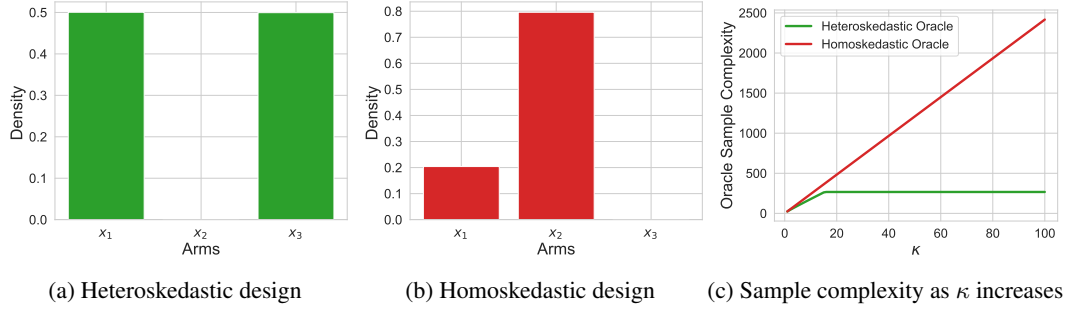 0.5
0.4
0.3
0.2
0.1
0.0
Density
x₁
x₂
x₃
Arms
(a) Heteroskedastic design
0.8
0.7
0.6
0.5
0.4
0.3
0.2
0.1
0.0
Density
x₁
x₂
x₃
Arms
(b) Homoskedastic design
2500
2000
1500
1000
500
0
Oracle Sample Complexity
Heteroskedastic Oracle
Homoskedastic Oracle
0
20
40
60
80
100
κ
(c) Sample complexity as κ increases